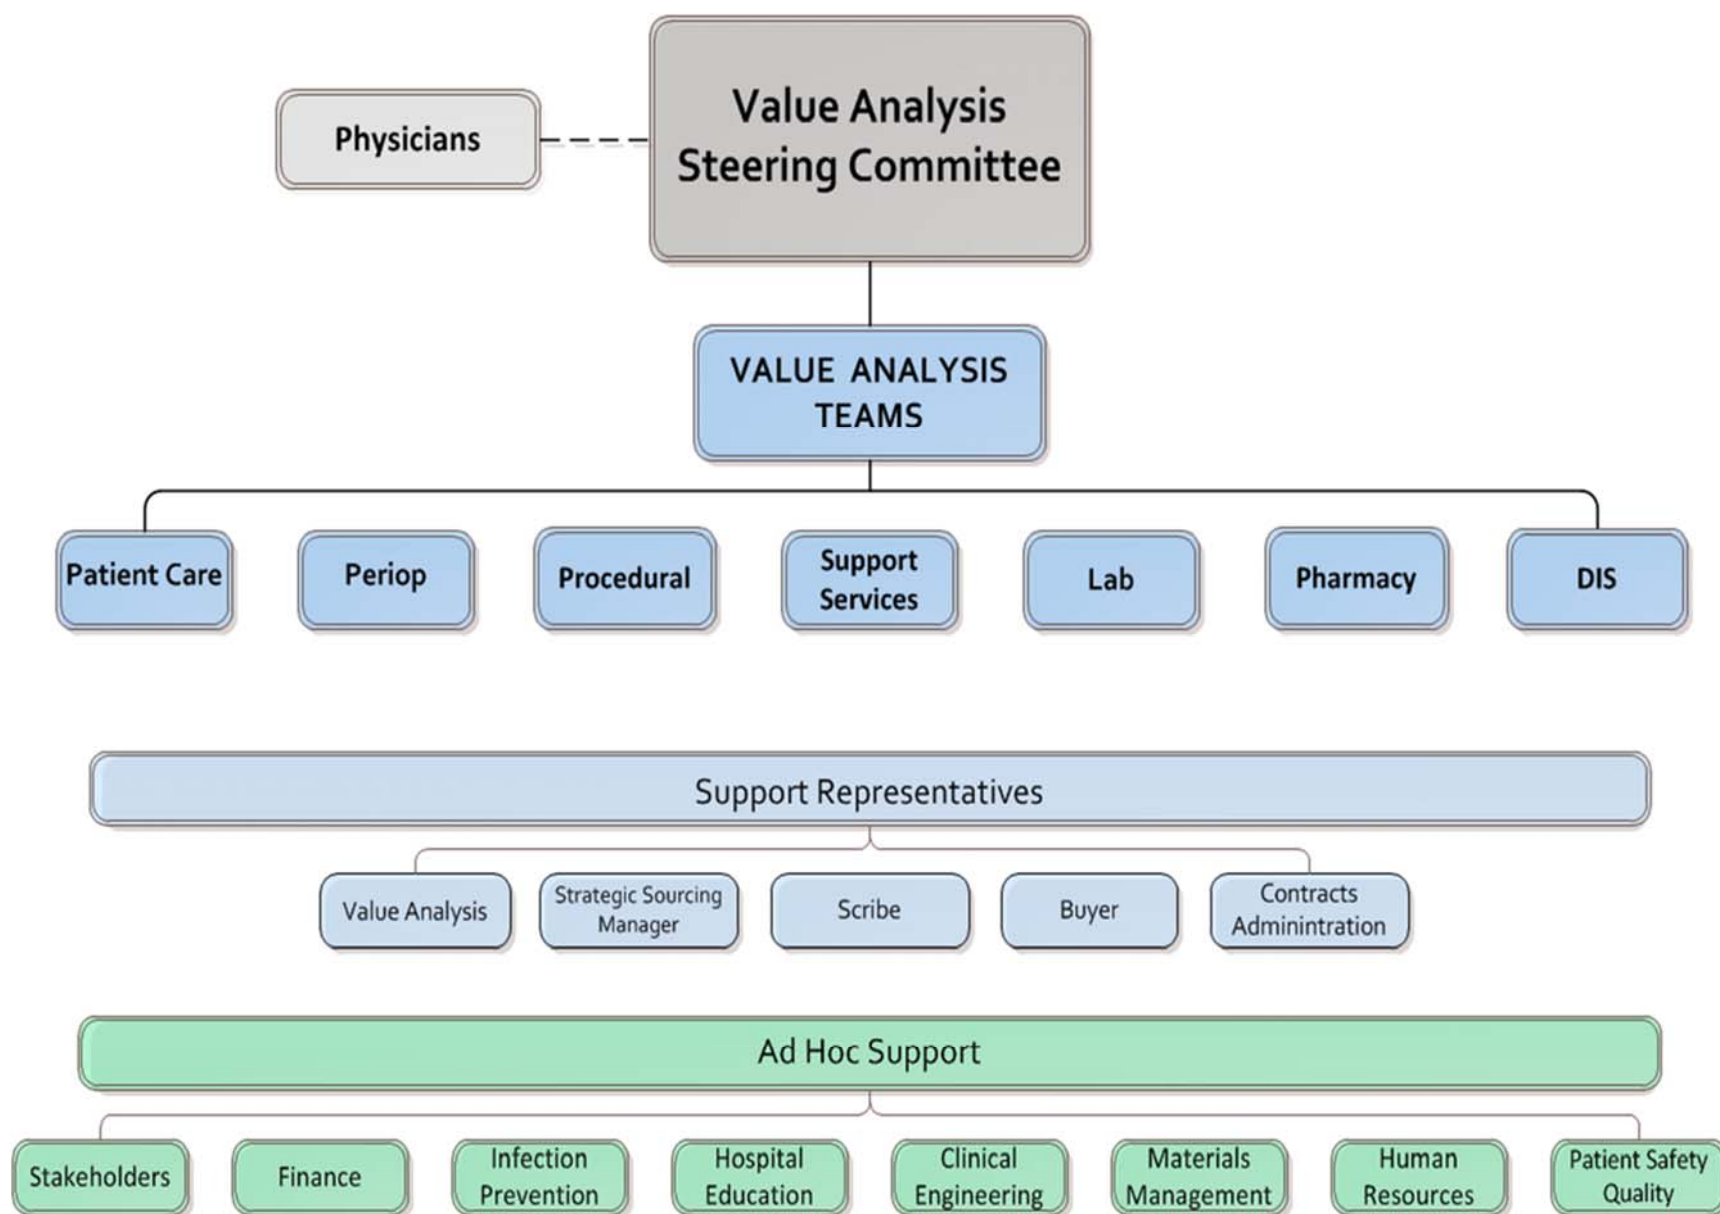 Value Analysis
Steering Committee
Physicians
VALUE ANALYSIS
TEAMS
Patient Care
Periop
Procedural
Support
Services
Lab
Pharmacy
DIS
Support Representatives
Value Analysis
Strategic Sourcing
Manager
Scribe
Buyer
Contracts
Adminintration
Ad Hoc Support
Stakeholders
Finance
Infection
Prevention
Hospital
Education
Clinical
Engineering
Materials
Management
Human
Resources
Patient Safety
Quality